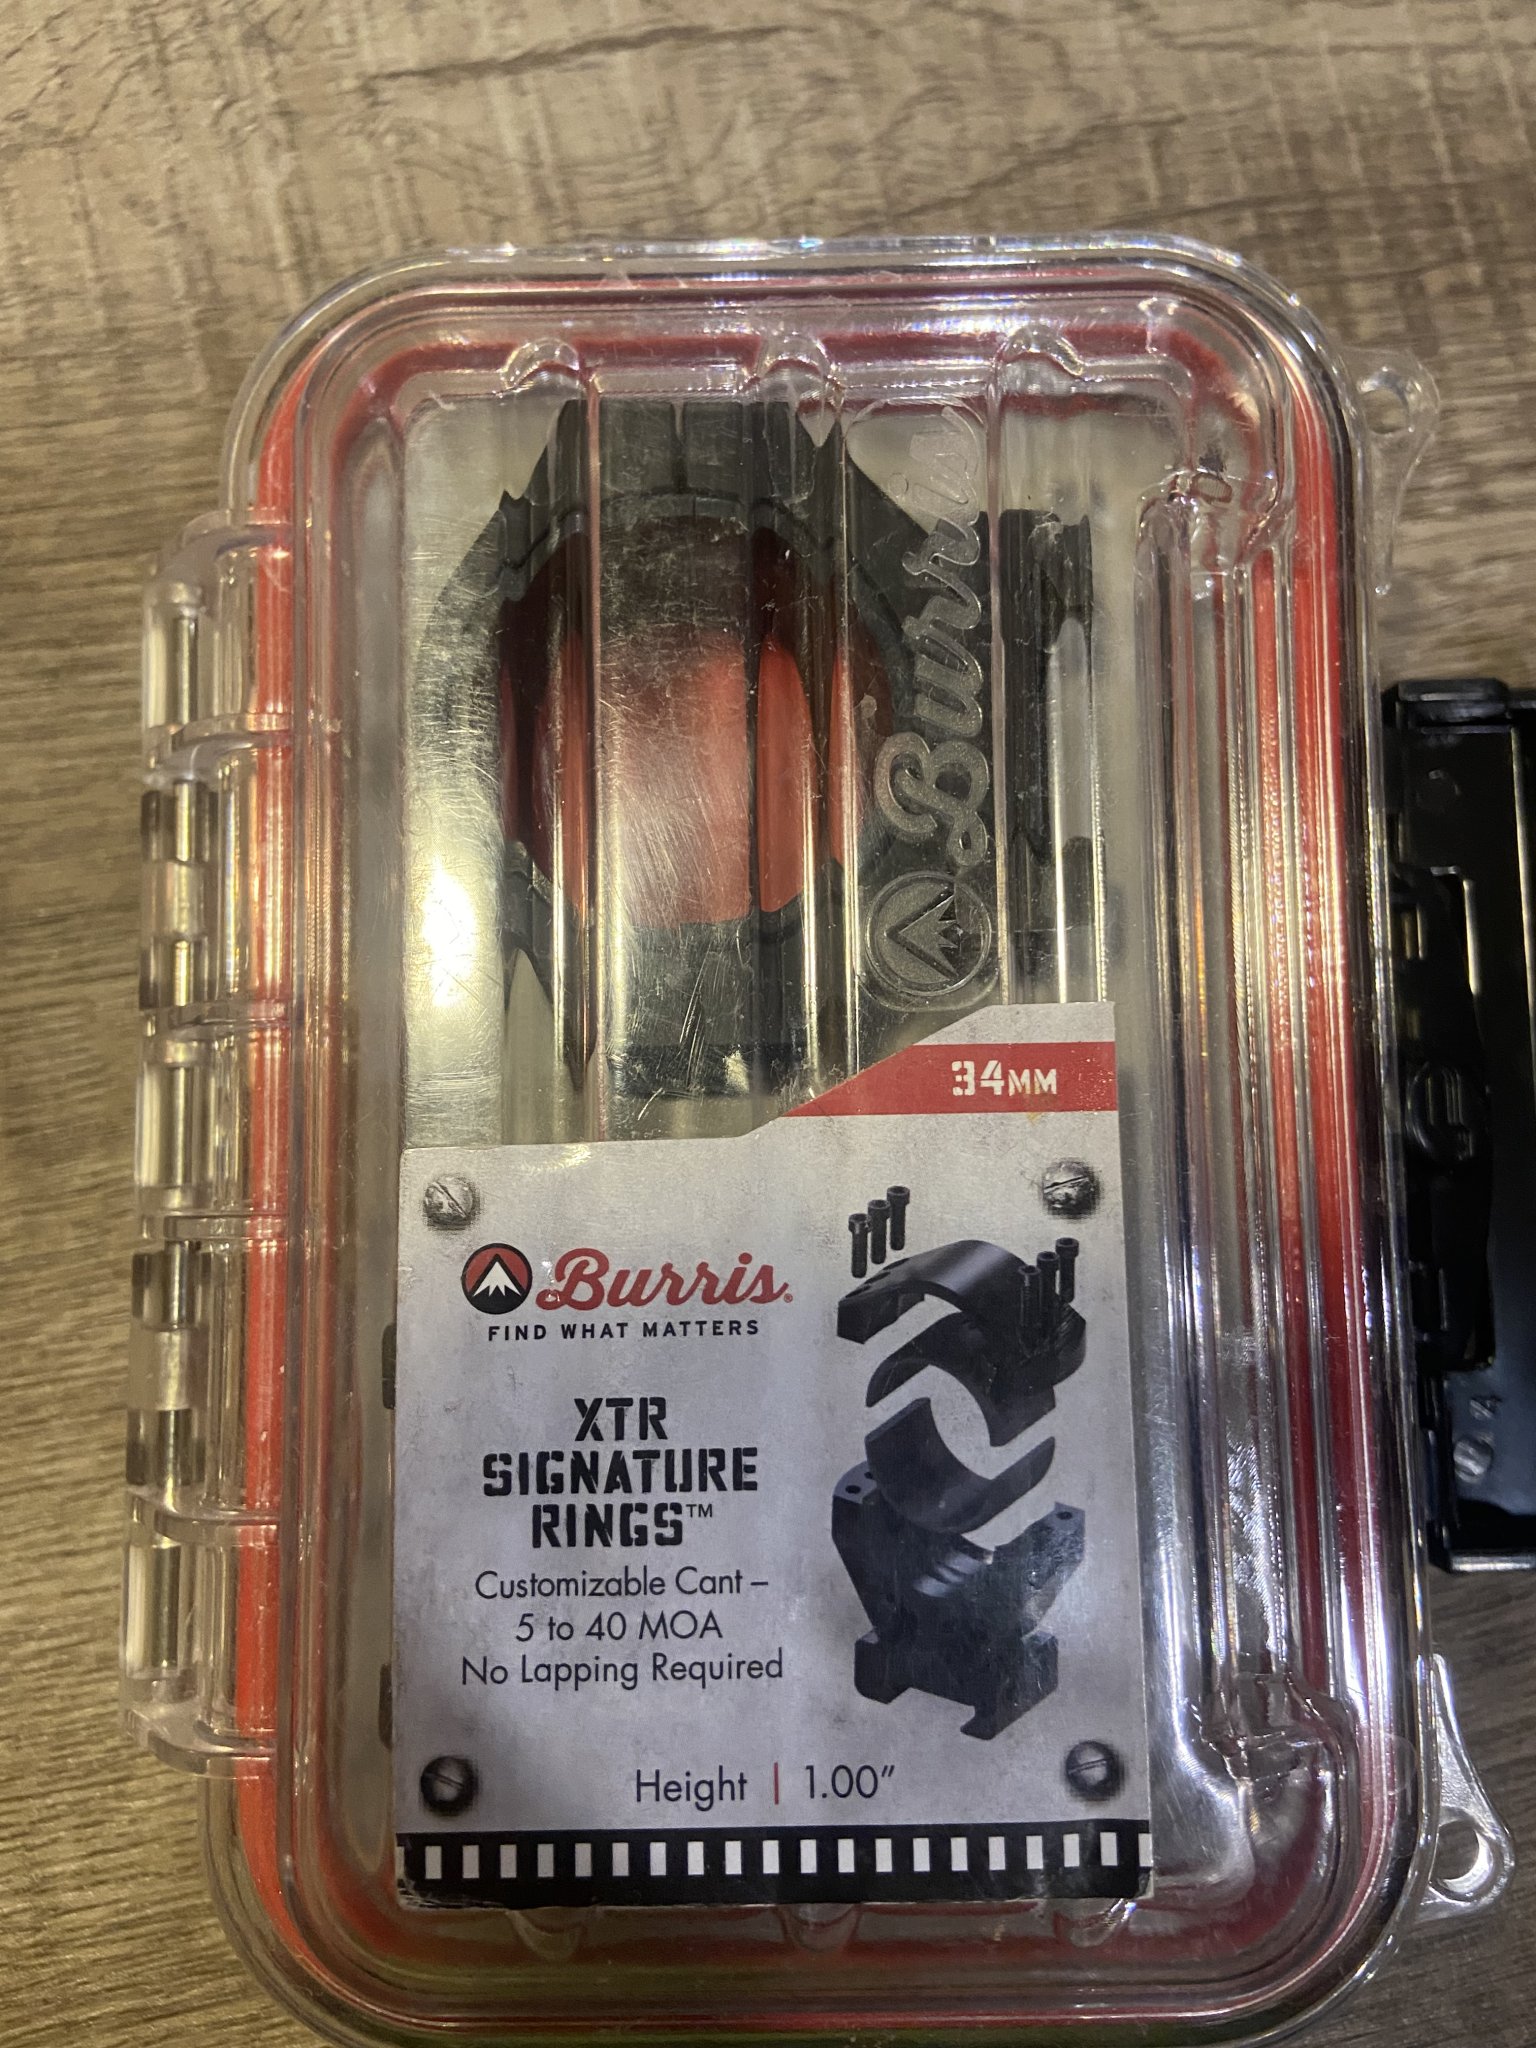 Burris
34MM
Burris®
FIND WHAT MATTERS
XTR
SIGNATURE
RINGS™
Customizable Cant –
5 to 40 MOA
No Lapping Required
Height | 1.00"